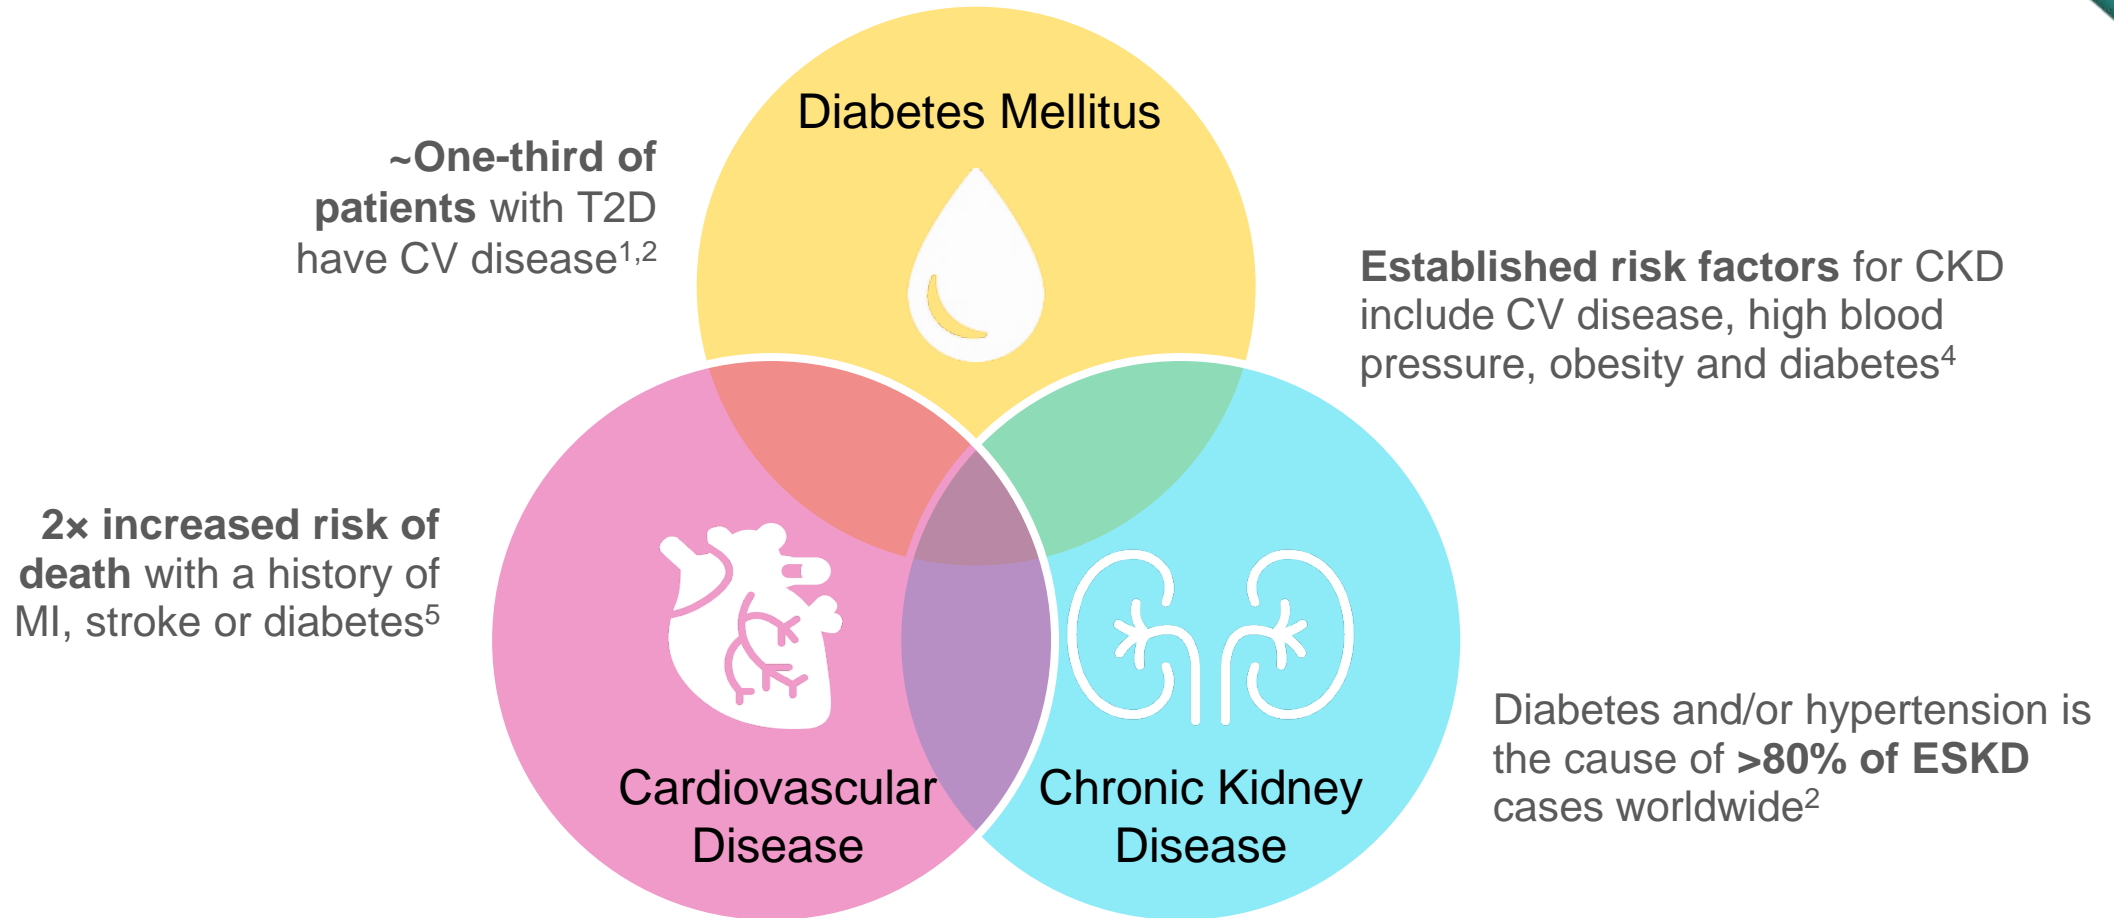 Diabetes Mellitus
~One-third of
patients with T2D
have CV disease1,2
Established risk factors for CKD
include CV disease, high blood
pressure, obesity and diabetes4
2× increased risk of
death with a history of
MI, stroke or diabetes5
Diabetes and/or hypertension is
the cause of >80% of ESKD
cases worldwide2
Cardiovascular
Disease
Chronic Kidney
Disease